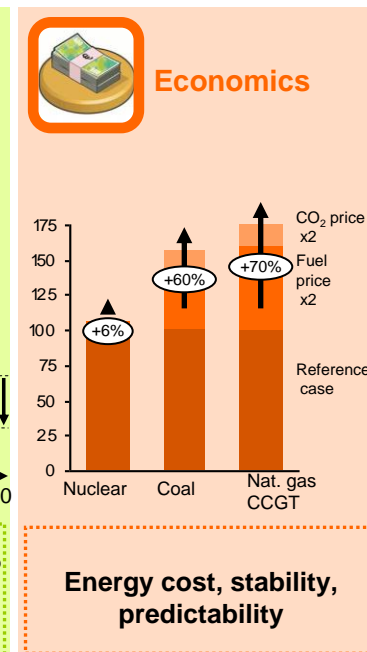 Economics
175
150
125
100
75
50
25
0
+6%
+60%
+70%
CO₂ price
x2
Fuel
price
x2
Reference
case
Nuclear
Coal
Nat. gas
CCGT
0
Energy cost, stability,
predictability